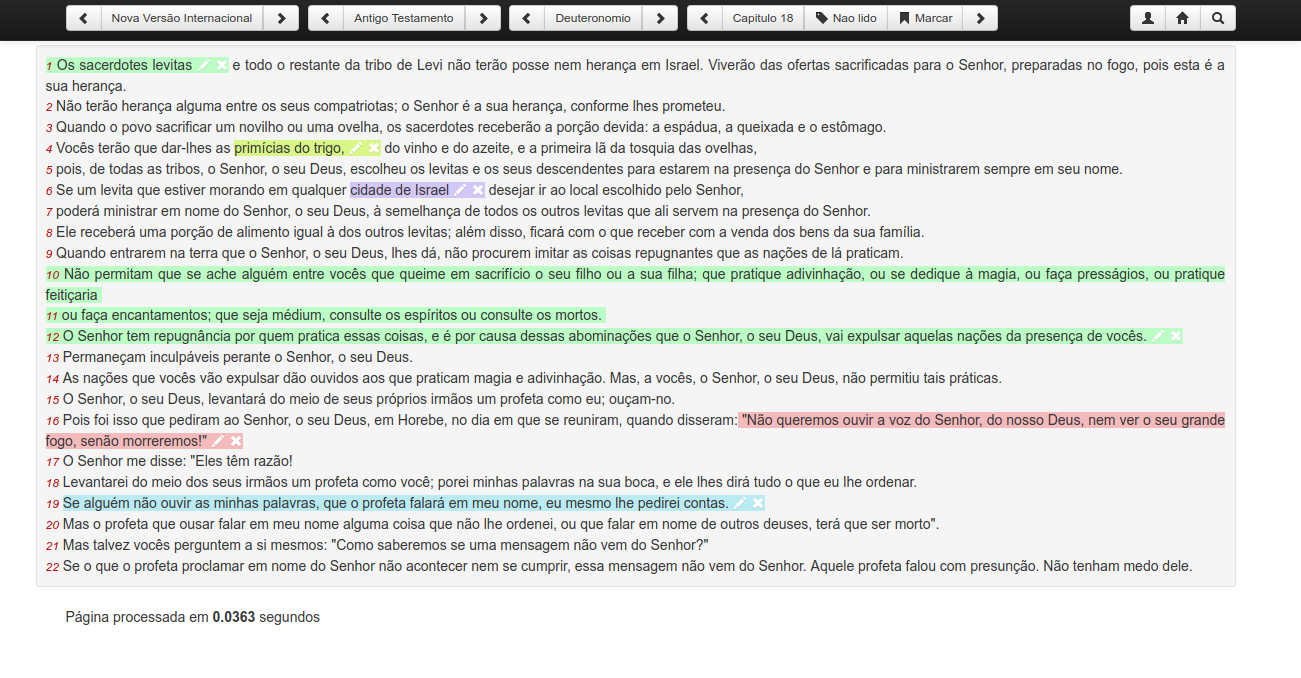 Nova Versão Internacional Antigo Testamento Deuteronomio Capitulo 18 Nao lido Marcar
1 Os sacerdotes levitas e todo o restante da tribo de Levi não terão posse nem herança em Israel. Viverão das ofertas sacrificadas para o Senhor, preparadas no fogo, pois esta é a
sua herança.
2 Não terão herança alguma entre os seus compatriotas; o Senhor é a sua herança, conforme lhes prometeu.
3 Quando o povo sacrificar um novilho ou uma ovelha, os sacerdotes receberão a porção devida: a espádua, a queixada e o estômago.
4 Vocês terão que dar-lhes as primícias do trigo, do vinho e do azeite, e a primeira lã da tosquia das ovelhas,
5 pois, de todas as tribos, o Senhor, o seu Deus, escolheu os levitas e os seus descendentes para estarem na presença do Senhor e para ministrarem sempre em seu nome.
6 Se um levita que estiver morando em qualquer cidade de Israel desejar ir ao local escolhido pelo Senhor,
7 poderá ministrar em nome do Senhor, o seu Deus, à semelhança de todos os outros levitas que ali servem na presença do Senhor.
8 Ele receberá uma porção de alimento igual à dos outros levitas; além disso, ficará com o que receber com a venda dos bens da sua família.
9 Quando entrarem na terra que o Senhor, o seu Deus, lhes dá, não procurem imitar as coisas repugnantes que as nações de lá praticam.
10 Não permitam que se ache alguém entre vocês que queime em sacrifício o seu filho ou a sua filha; que pratique adivinhação, ou se dedique à magia, ou faça presságios, ou pratique
feitiçaria
11 ou faça encantamentos; que seja médium, consulte os espíritos ou consulte os mortos.
12 O Senhor tem repugnância por quem pratica essas coisas, e é por causa dessas abominações que o Senhor, o seu Deus, vai expulsar aquelas nações da presença de vocês.
13 Permaneçam inculpáveis perante o Senhor, o seu Deus.
14 As nações que vocês vão expulsar dão ouvidos aos que praticam magia e adivinhação. Mas, a vocês, o Senhor, o seu Deus, não permitiu tais práticas.
15 O Senhor, o seu Deus, levantará do meio de seus próprios irmãos um profeta como eu; ouçam-no.
16 Pois foi isso que pediram ao Senhor, o seu Deus, em Horebe, no dia em que se reuniram, quando disseram: "Não queremos ouvir a voz do Senhor, do nosso Deus, nem ver o seu grande
fogo, senão morreremos!"
17 O Senhor me disse: "Eles têm razão!
18 Levantarei do meio dos seus irmãos um profeta como você; porei minhas palavras na sua boca, e ele lhes dirá tudo o que eu lhe ordenar.
19 Se alguém não ouvir as minhas palavras, que o profeta falará em meu nome, eu mesmo lhe pedirei contas.
20 Mas o profeta que ousar falar em meu nome alguma coisa que não lhe ordenei, ou que falar em nome de outros deuses, terá que ser morto".
21 Mas talvez vocês perguntem a si mesmos: "Como saberemos se uma mensagem não vem do Senhor?"
22 Se o que o profeta proclamar em nome do Senhor não acontecer nem se cumprir, essa mensagem não vem do Senhor. Aquele profeta falou com presunção. Não tenham medo dele.
Página processada em 0.0363 segundos